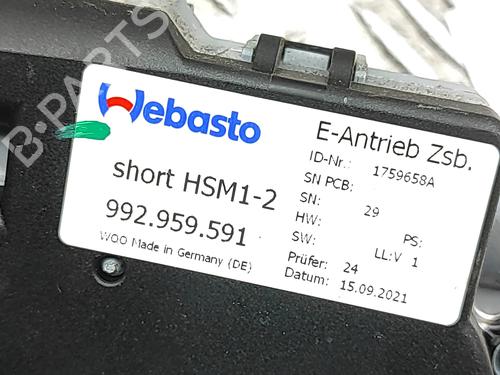 B-PARTS
Webasto
short HSM1-2
992.959.591
WOO Made in Germany (DE)
E-Antrieb Zsb.
ID-Nr.: 1759658A
SN PCB:
SN: 29
HW: PS:
SW: LL:V 1
Prüfer: 24
Datum: 15.09.2021